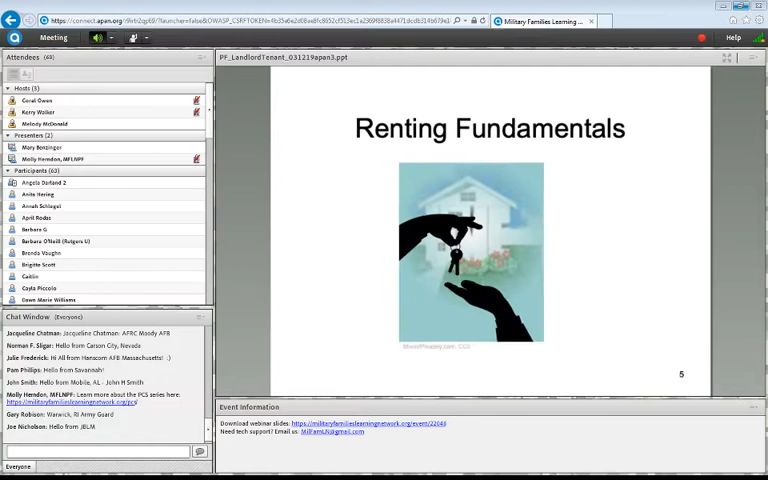 Military Families Learning ...
Meeting
Help
Attendees (63)
Hosts (3)
Coral Owen
Kerry Walker
Melody McDonald
Presenters (2)
Mary Benzinger
Molly Herndon, MFLNPF
Participants (63)
Angela Darland 2
Anita Hering
Annah Schlegel
April Rodas
Barbara G
Barbara O'Neill (Rutgers U)
Brenda Vaughn
Brigitte Scott
Caitlin
Cayla Piccolo
Dawn Marie Williams
Chat Window (Everyone)
Jacqueline Chatman: Jacqueline Chatman: AFRC Moody AFB
Norman F. Sligar: Hello from Carson City, Nevada
Julie Frederick: Hi All from Hanscom AFB Massachusetts! :)
Pam Phillips: Hello from Savannah!
John Smith: Hello from Mobile, AL - John H Smith
Molly Herndon, MFLNPF: Learn more about the PCS series here:
https://militaryfamilieslearningnetwork.org/pcs/
Gary Robison: Warwick, RI Army Guard
Joe Nicholson: Hello from JBLM
Everyone
PF_LandlordTenant_031219apan3.ppt
Renting Fundamentals
5
Event Information
Download webinar slides: https://militaryfamilieslearningnetwork.org/event/22048
Need tech support? Email us: MilFamLN@gmail.com